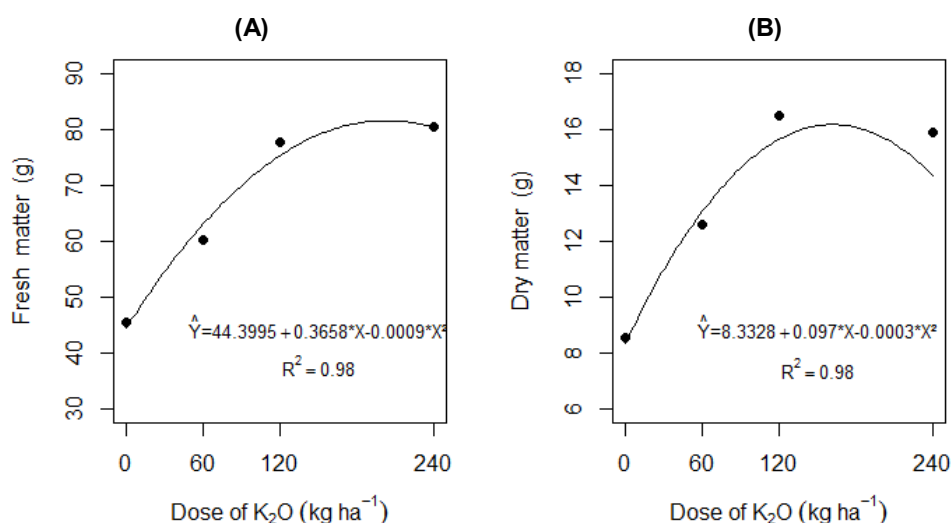 (A)
90
80
70
60
50
40
30
Fresh matter (g)
Ŷ=44.3995 + 0.3658*X-0.0009*X²
R² = 0.98
0 60 120 240
Dose of K₂O (kg ha⁻¹)
(B)
18
16
14
12
10
8
6
Dry matter (g)
Ŷ=8.3328 + 0.097*X-0.0003*X²
R² = 0.98
0 60 120 240
Dose of K₂O (kg ha⁻¹)